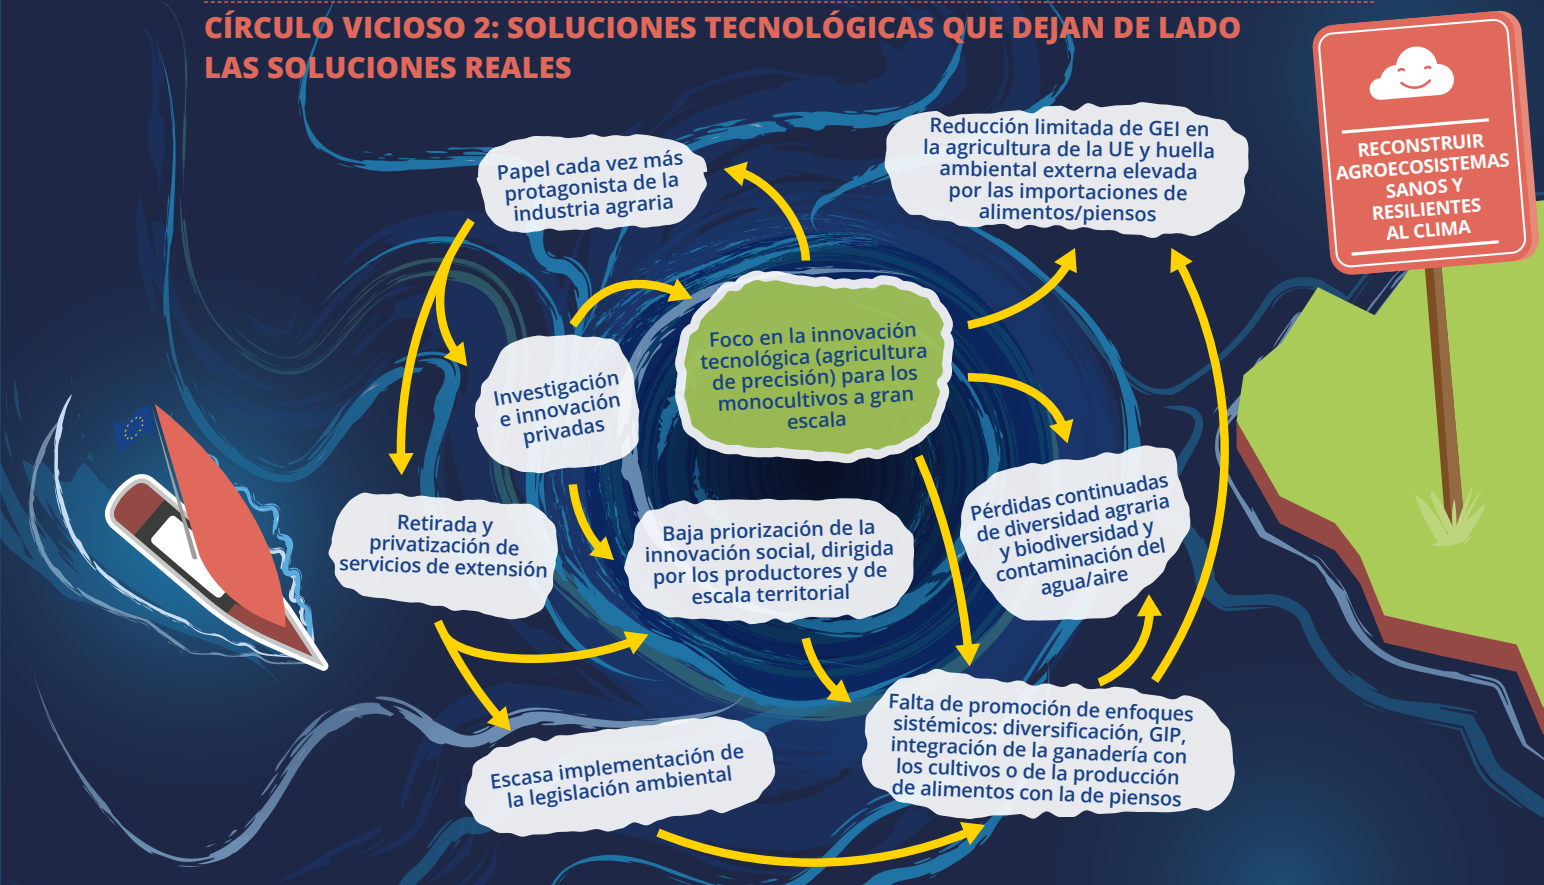 CÍRCULO VICIOSO 2: SOLUCIONES TECNOLÓGICAS QUE DEJAN DE LADO
LAS SOLUCIONES REALES
RECONSTRUIR
AGROECOSISTEMAS
SANOS Y
RESILIENTES
AL CLIMA
Papel cada vez más
protagonista de la
industria agraria
Reducción limitada de GEI en
la agricultura de la UE y huella
ambiental externa elevada
por las importaciones de
alimentos/piensos
Foco en la innovación
tecnológica (agricultura
de precisión) para los
monocultivos a gran
escala
Investigación
e innovación
privadas
Retirada y
privatización de
servicios de extensión
Baja priorización de la
innovación social, dirigida
por los productores y de
escala territorial
Pérdidas continuadas
de diversidad agraria
y biodiversidad y
contaminación del
agua/aire
Escasa implementación de
la legislación ambiental
Falta de promoción de enfoques
sistémicos: diversificación, GIP,
integración de la ganadería con
los cultivos o de la producción
de alimentos con la de piensos